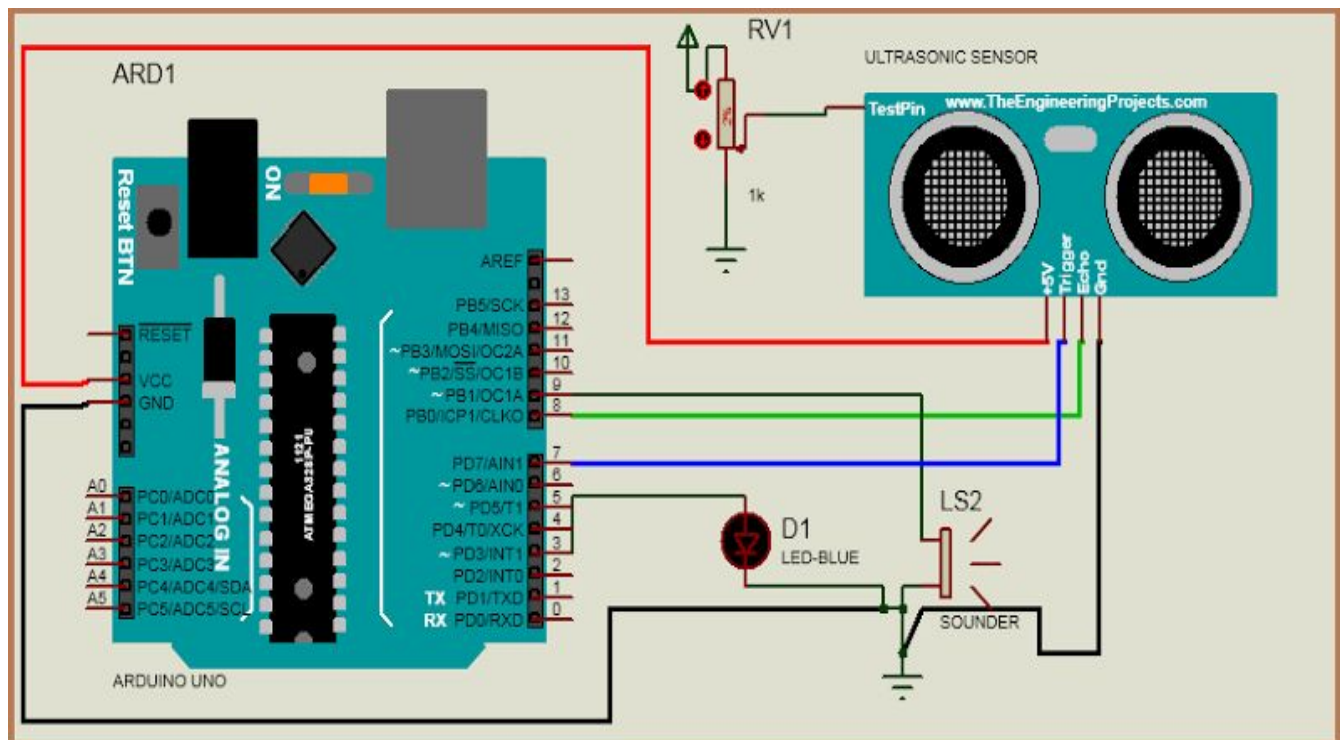 ARD1
RV1
ULTRASONIC SENSOR
TestPin
www.TheEngineeringProjects.com
1k
+5V
Trigger
Echo
Gnd
Reset BTN
ON
AREF
PB5/SCK 13
PB4/MISO 12
~PB3/MOSI/OC2A 11
~PB2/SS/OC1B 10
~PB1/OC1A 9
PB0/ICP1/CLKO 8
PD7/AIN1 7
~PD6/AIN0 6
~PD5/T1 5
PD4/T0/XCK 4
~PD3/INT1 3
PD2/INT0 2
TX PD1/TXD 1
RX PD0/RXD 0
RESET
VCC
GND
A0 PC0/ADC0
A1 PC1/ADC1
A2 PC2/ADC2
A3 PC3/ADC3
A4 PC4/ADC4/SDA
A5 PC5/ADC5/SCL
ANALOG IN
1121
ATMEGA328P-PU
D1
LED-BLUE
LS2
SOUNDER
ARDUINO UNO